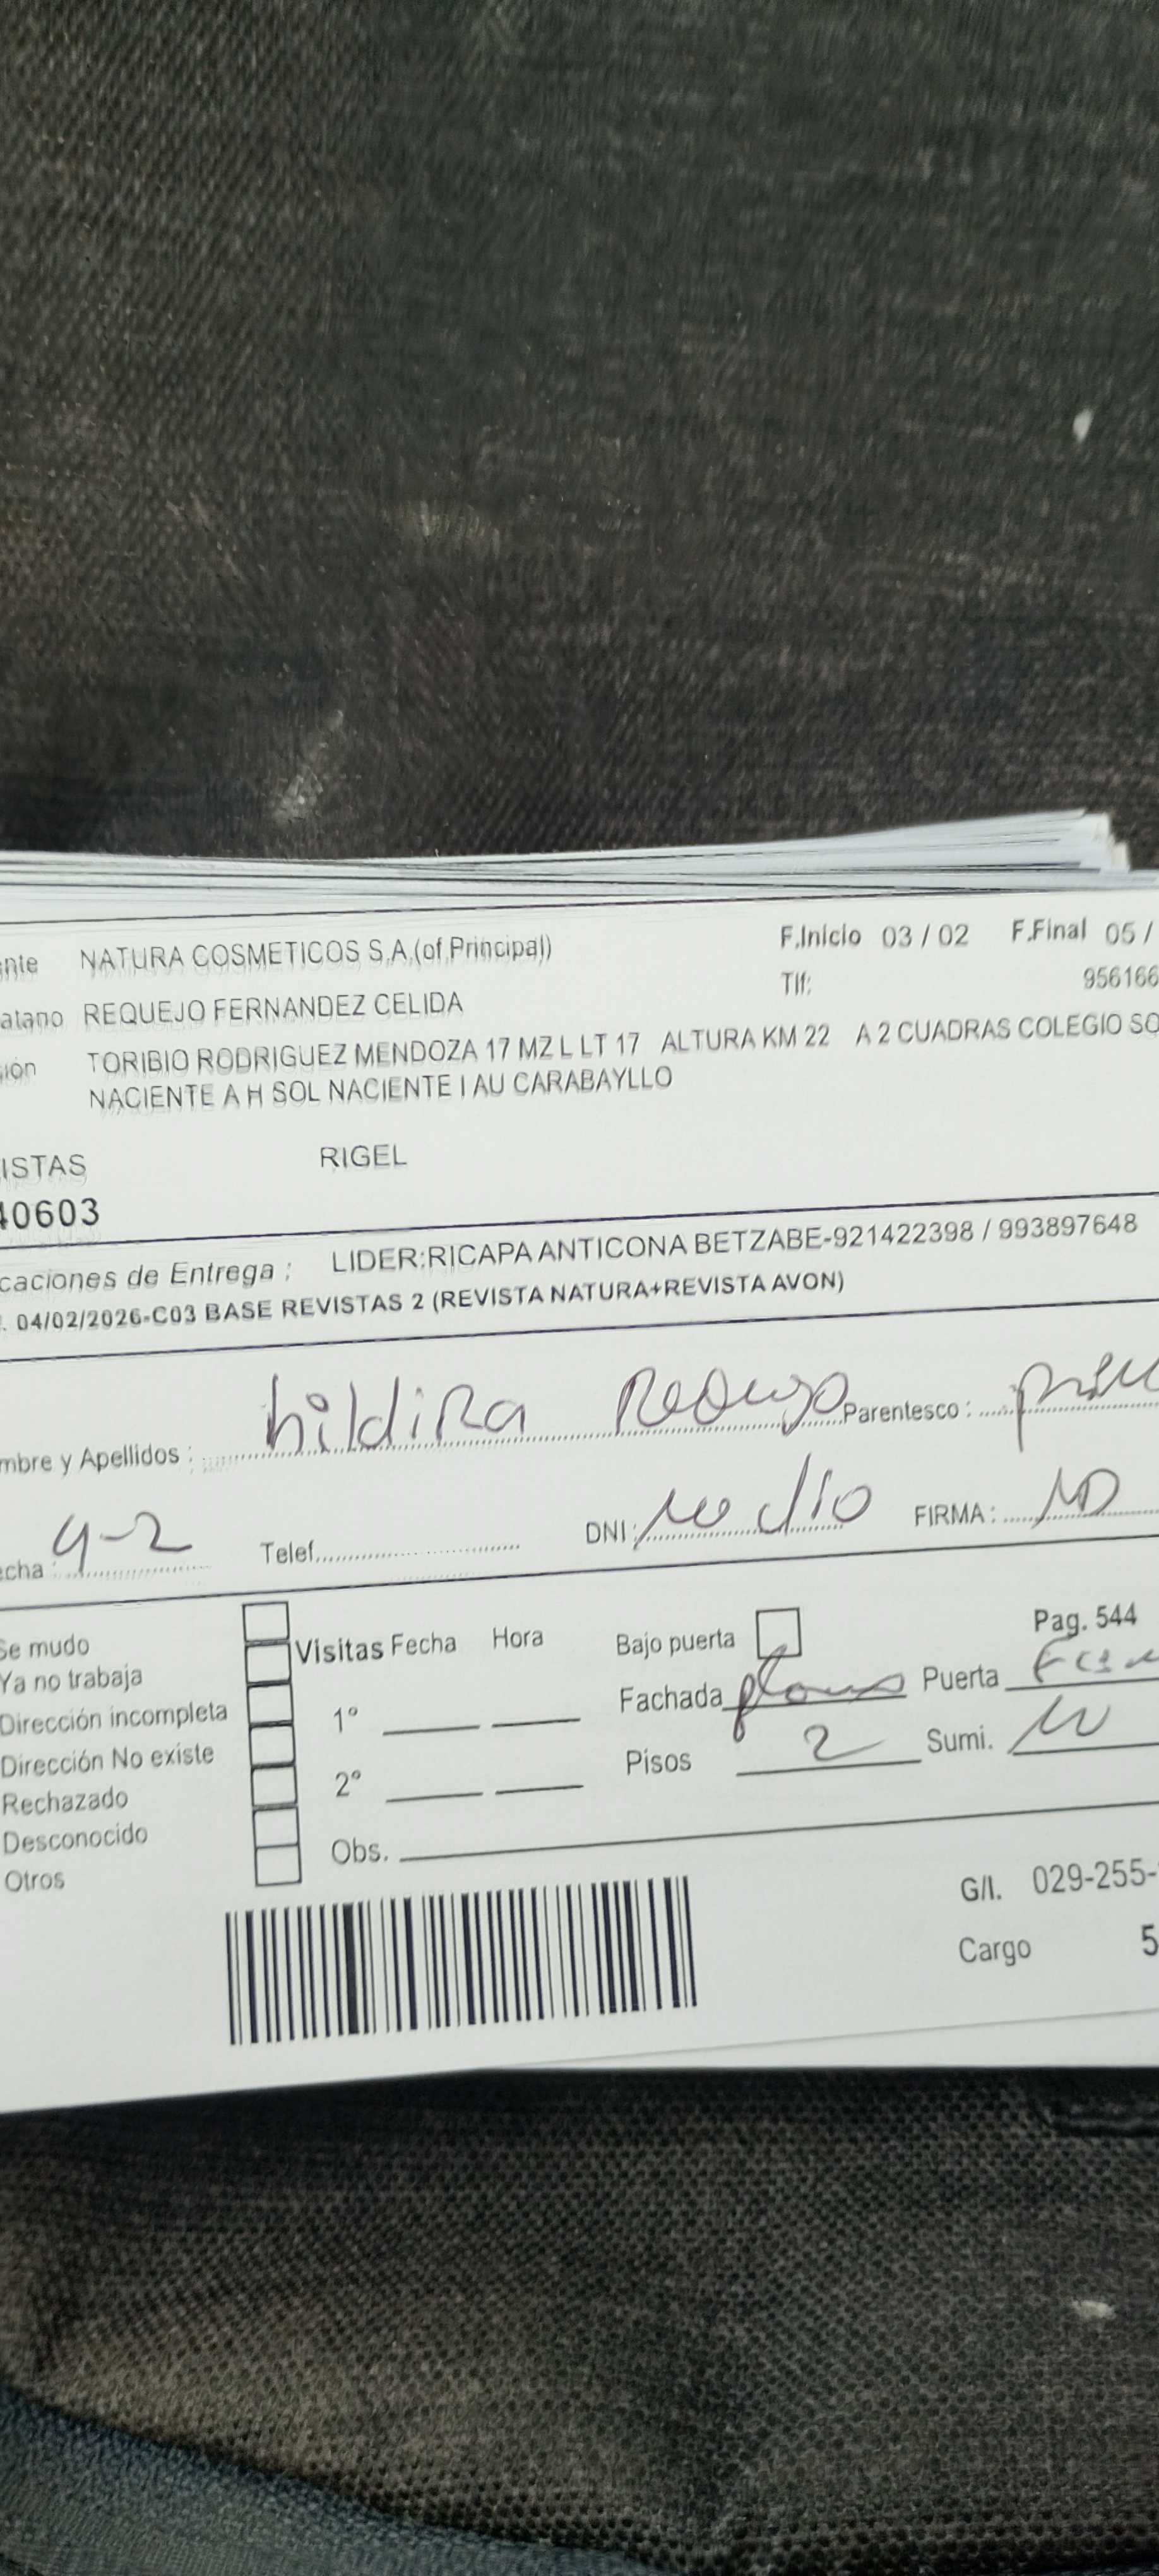 nte NATURA COSMETICOS S.A.(of.Principal) F.Inicio 03 / 02 F.Final 05 /
atario REQUEJO FERNANDEZ CELIDA Tlf: 956166
ión TORIBIO RODRIGUEZ MENDOZA 17 MZ L LT 17 ALTURA KM 22 A 2 CUADRAS COLEGIO SO
NACIENTE A H SOL NACIENTE I AU CARABAYLLO
ISTAS RIGEL
40603
caciones de Entrega : LIDER:RICAPA ANTICONA BETZABE-921422398 / 993897648
. 04/02/2026-C03 BASE REVISTAS 2 (REVISTA NATURA+REVISTA AVON)
mbre y Apellidos : hildiRa Parentesco :
cha : 4-2 Telef. DNI: no dio FIRMA: ND
Se mudo Visitas Fecha Hora Bajo puerta Pag. 544
Ya no trabaja Fachada Puerta
Dirección incompleta 1° Pisos 2 Sumi.
Dirección No existe
Rechazado 2°
Desconocido Obs.
Otros
G/I. 029-255-
Cargo 5